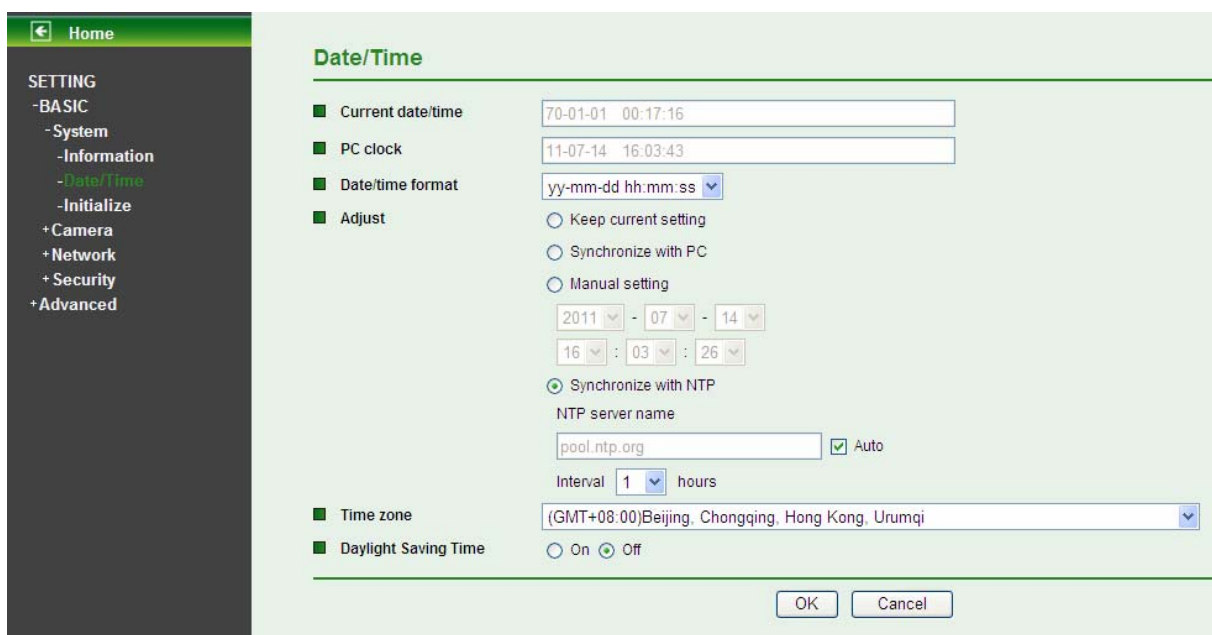 Home
SETTING
-BASIC
-System
-Information
-Date/Time
-Initialize
+Camera
+Network
+Security
+Advanced
Date/Time
Current date/time 70-01-01 00:17:16
PC clock 11-07-14 16:03:43
Date/time format yy-mm-dd hh:mm:ss
Adjust Keep current setting
Synchronize with PC
Manual setting
2011 - 07 - 14
16 : 03 : 26
Synchronize with NTP
NTP server name
pool.ntp.org Auto
Interval 1 hours
Time zone (GMT+08:00)Beijing, Chongqing, Hong Kong, Urumqi
Daylight Saving Time On Off
OK Cancel